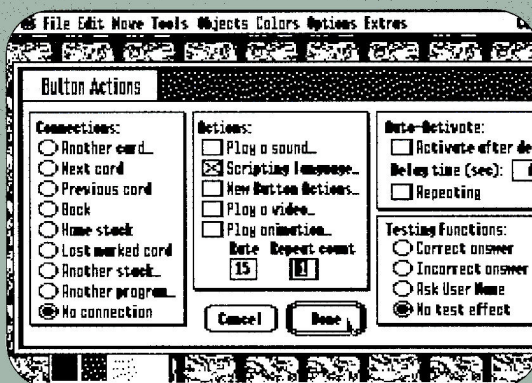 File Edit Move Tools Objects Colors Options Extras
Button Actions
Connections:
Another card...
Next card
Previous card
Back
Home stack
Last marked card
Another stack...
Another program...
No connection
Actions:
Play a sound...
Scripting language...
New Button Actions...
Play a video...
Play animation...
Rate Repeat count
15 1
Cancel
Done
Auto-Activate:
Activate after de
Delay time (sec):
Repeating
Testing Functions:
Correct answer
Incorrect answer
Ask User Name
No test effect